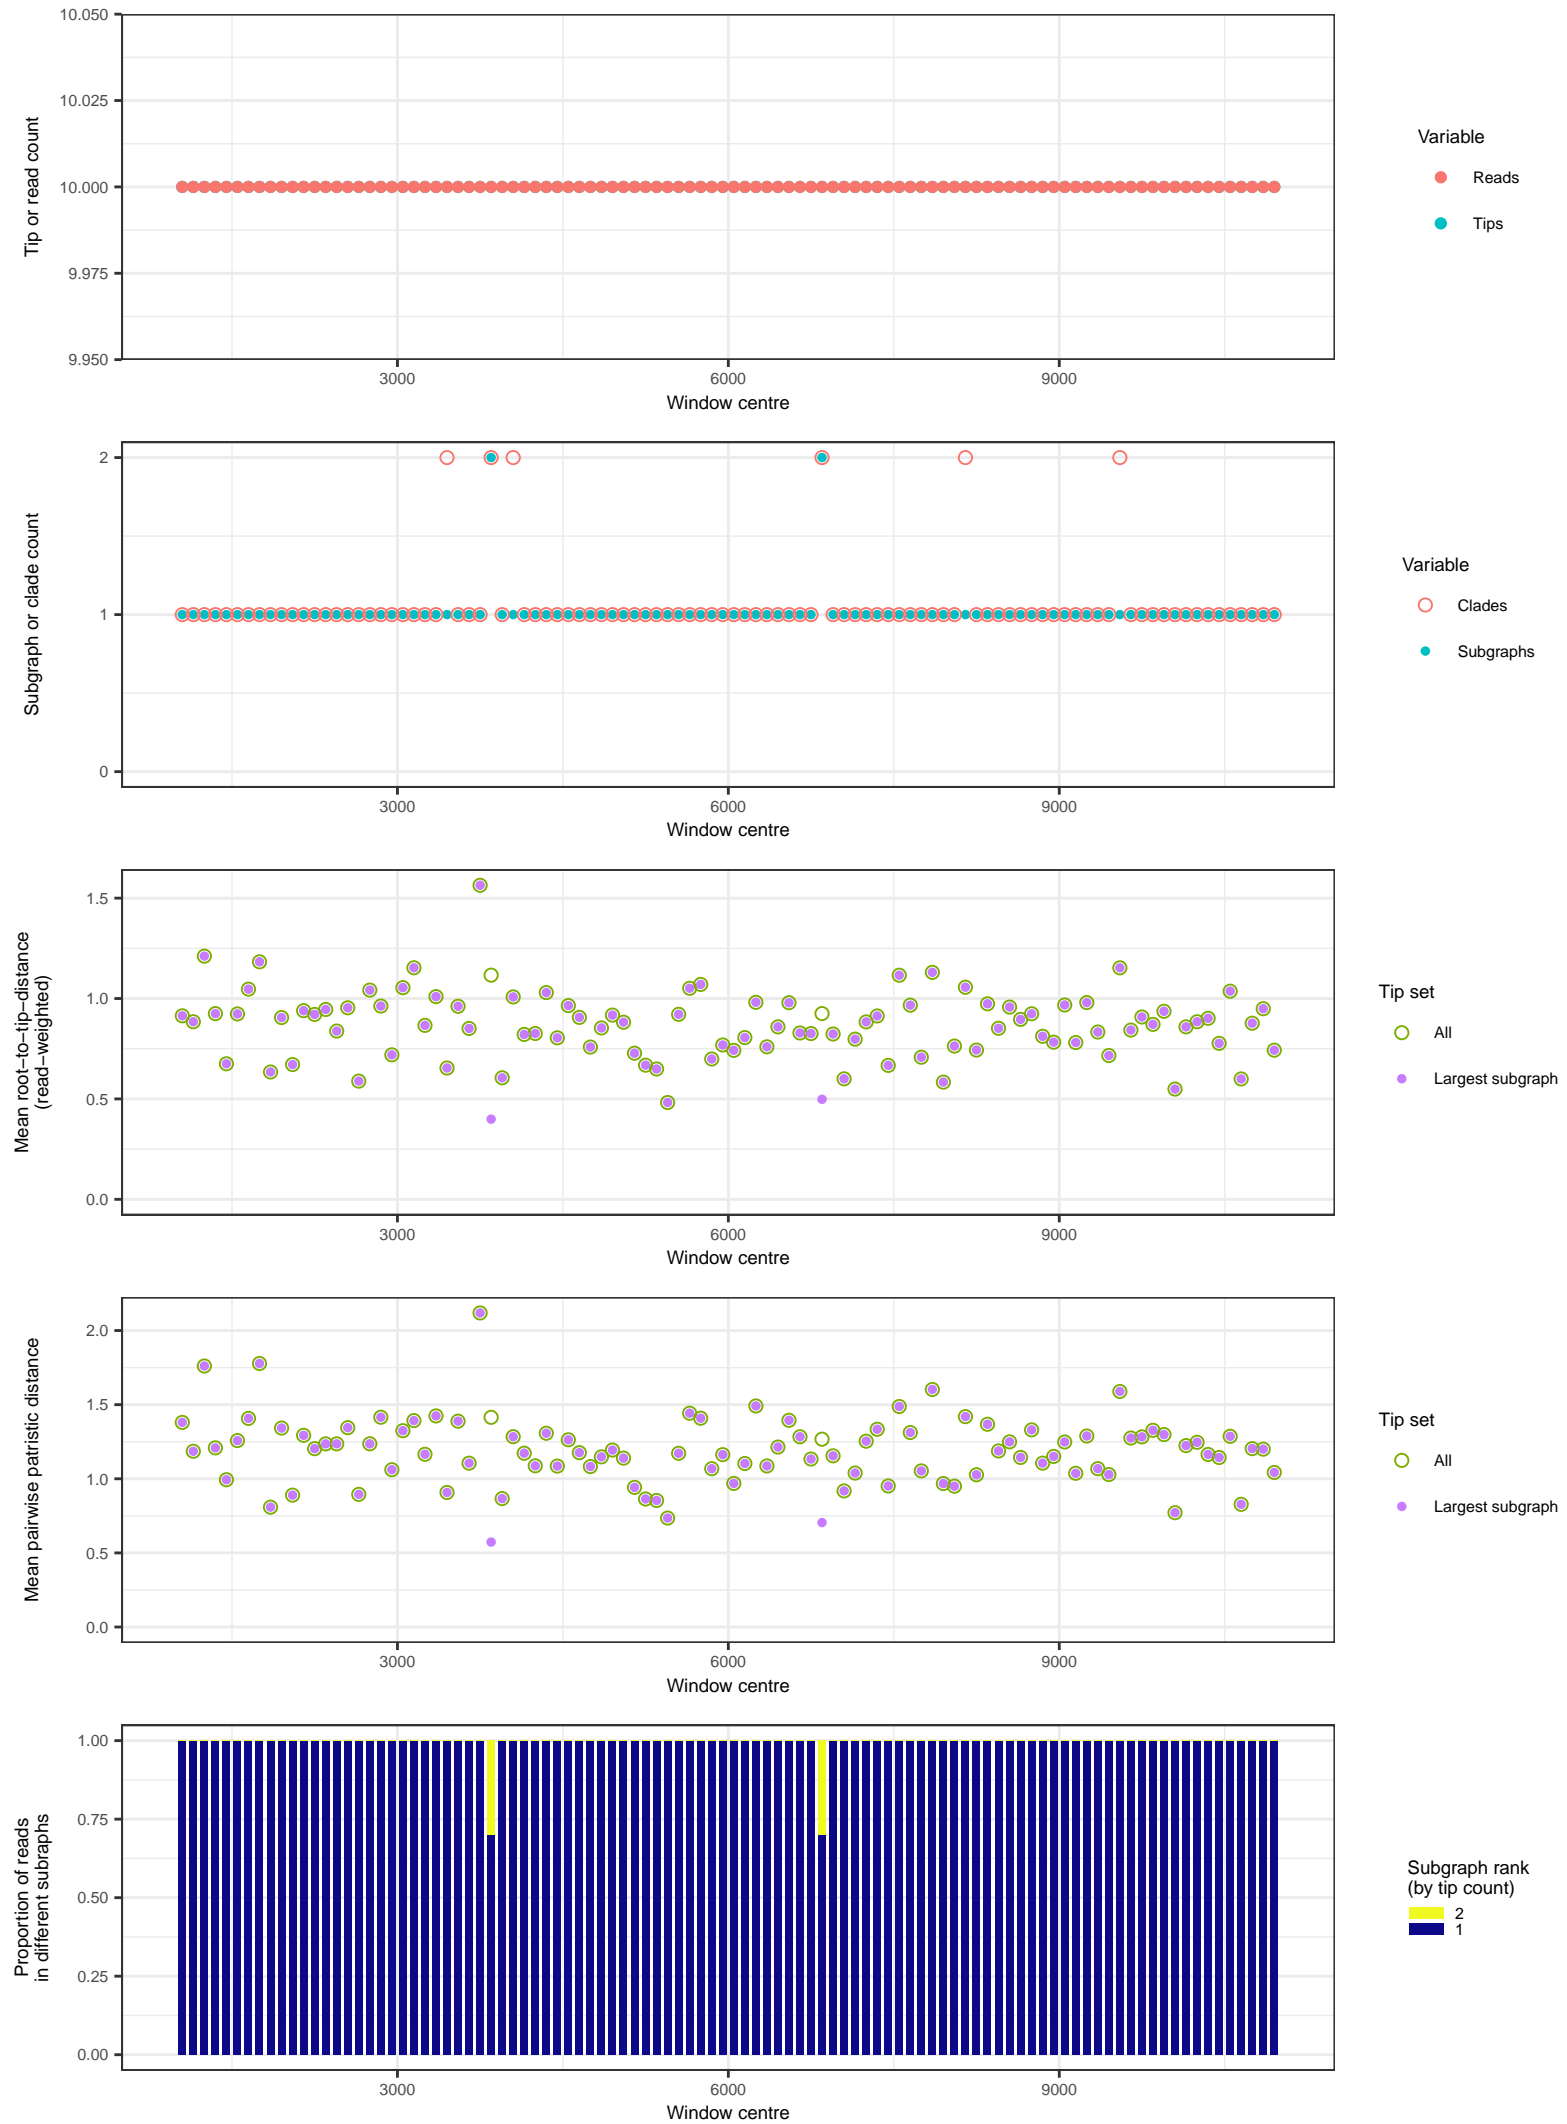 10.050
10.025
10.000
9.975
9.950
Tip or read count
3000
6000
9000
Window centre
Variable
Reads
Tips
2
1
0
Subgraph or clade count
3000
6000
9000
Window centre
Variable
Clades
Subgraphs
1.5
1.0
0.5
0.0
Mean root−to−tip−distance
(read−weighted)
3000
6000
9000
Window centre
Tip set
All
Largest subgraph
2.0
1.5
1.0
0.5
0.0
Mean pairwise patristic distance
3000
6000
9000
Window centre
Tip set
All
Largest subgraph
1.00
0.75
0.50
0.25
0.00
Proportion of reads
in different subraphs
3000
6000
9000
Window centre
Subgraph rank
(by tip count)
2
1